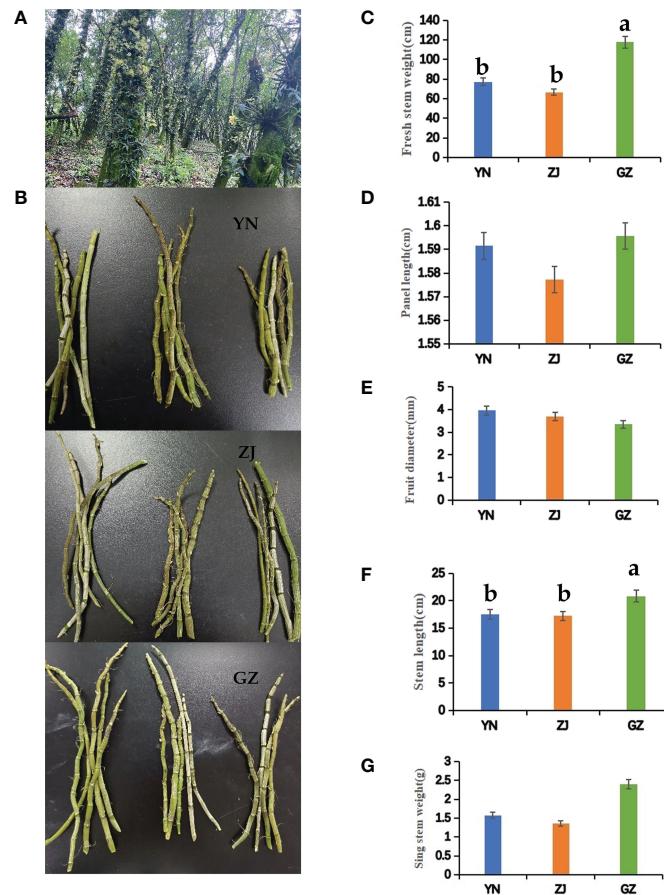 A
B
YN
ZJ
GZ
C
Fresh stem weight(cm)
140
120
100
80
60
40
20
0
b
b
a
YN
ZJ
GZ
D
Panel length(cm)
1.61
1.6
1.59
1.58
1.57
1.56
1.55
YN
ZJ
GZ
E
Fruit diameter(mm)
5
4
3
2
1
0
YN
ZJ
GZ
F
Stem length(cm)
25
20
15
10
5
0
b
b
a
YN
ZJ
GZ
G
Sing stem weight(g)
3
2.5
2
1.5
1
0.5
0
YN
ZJ
GZ